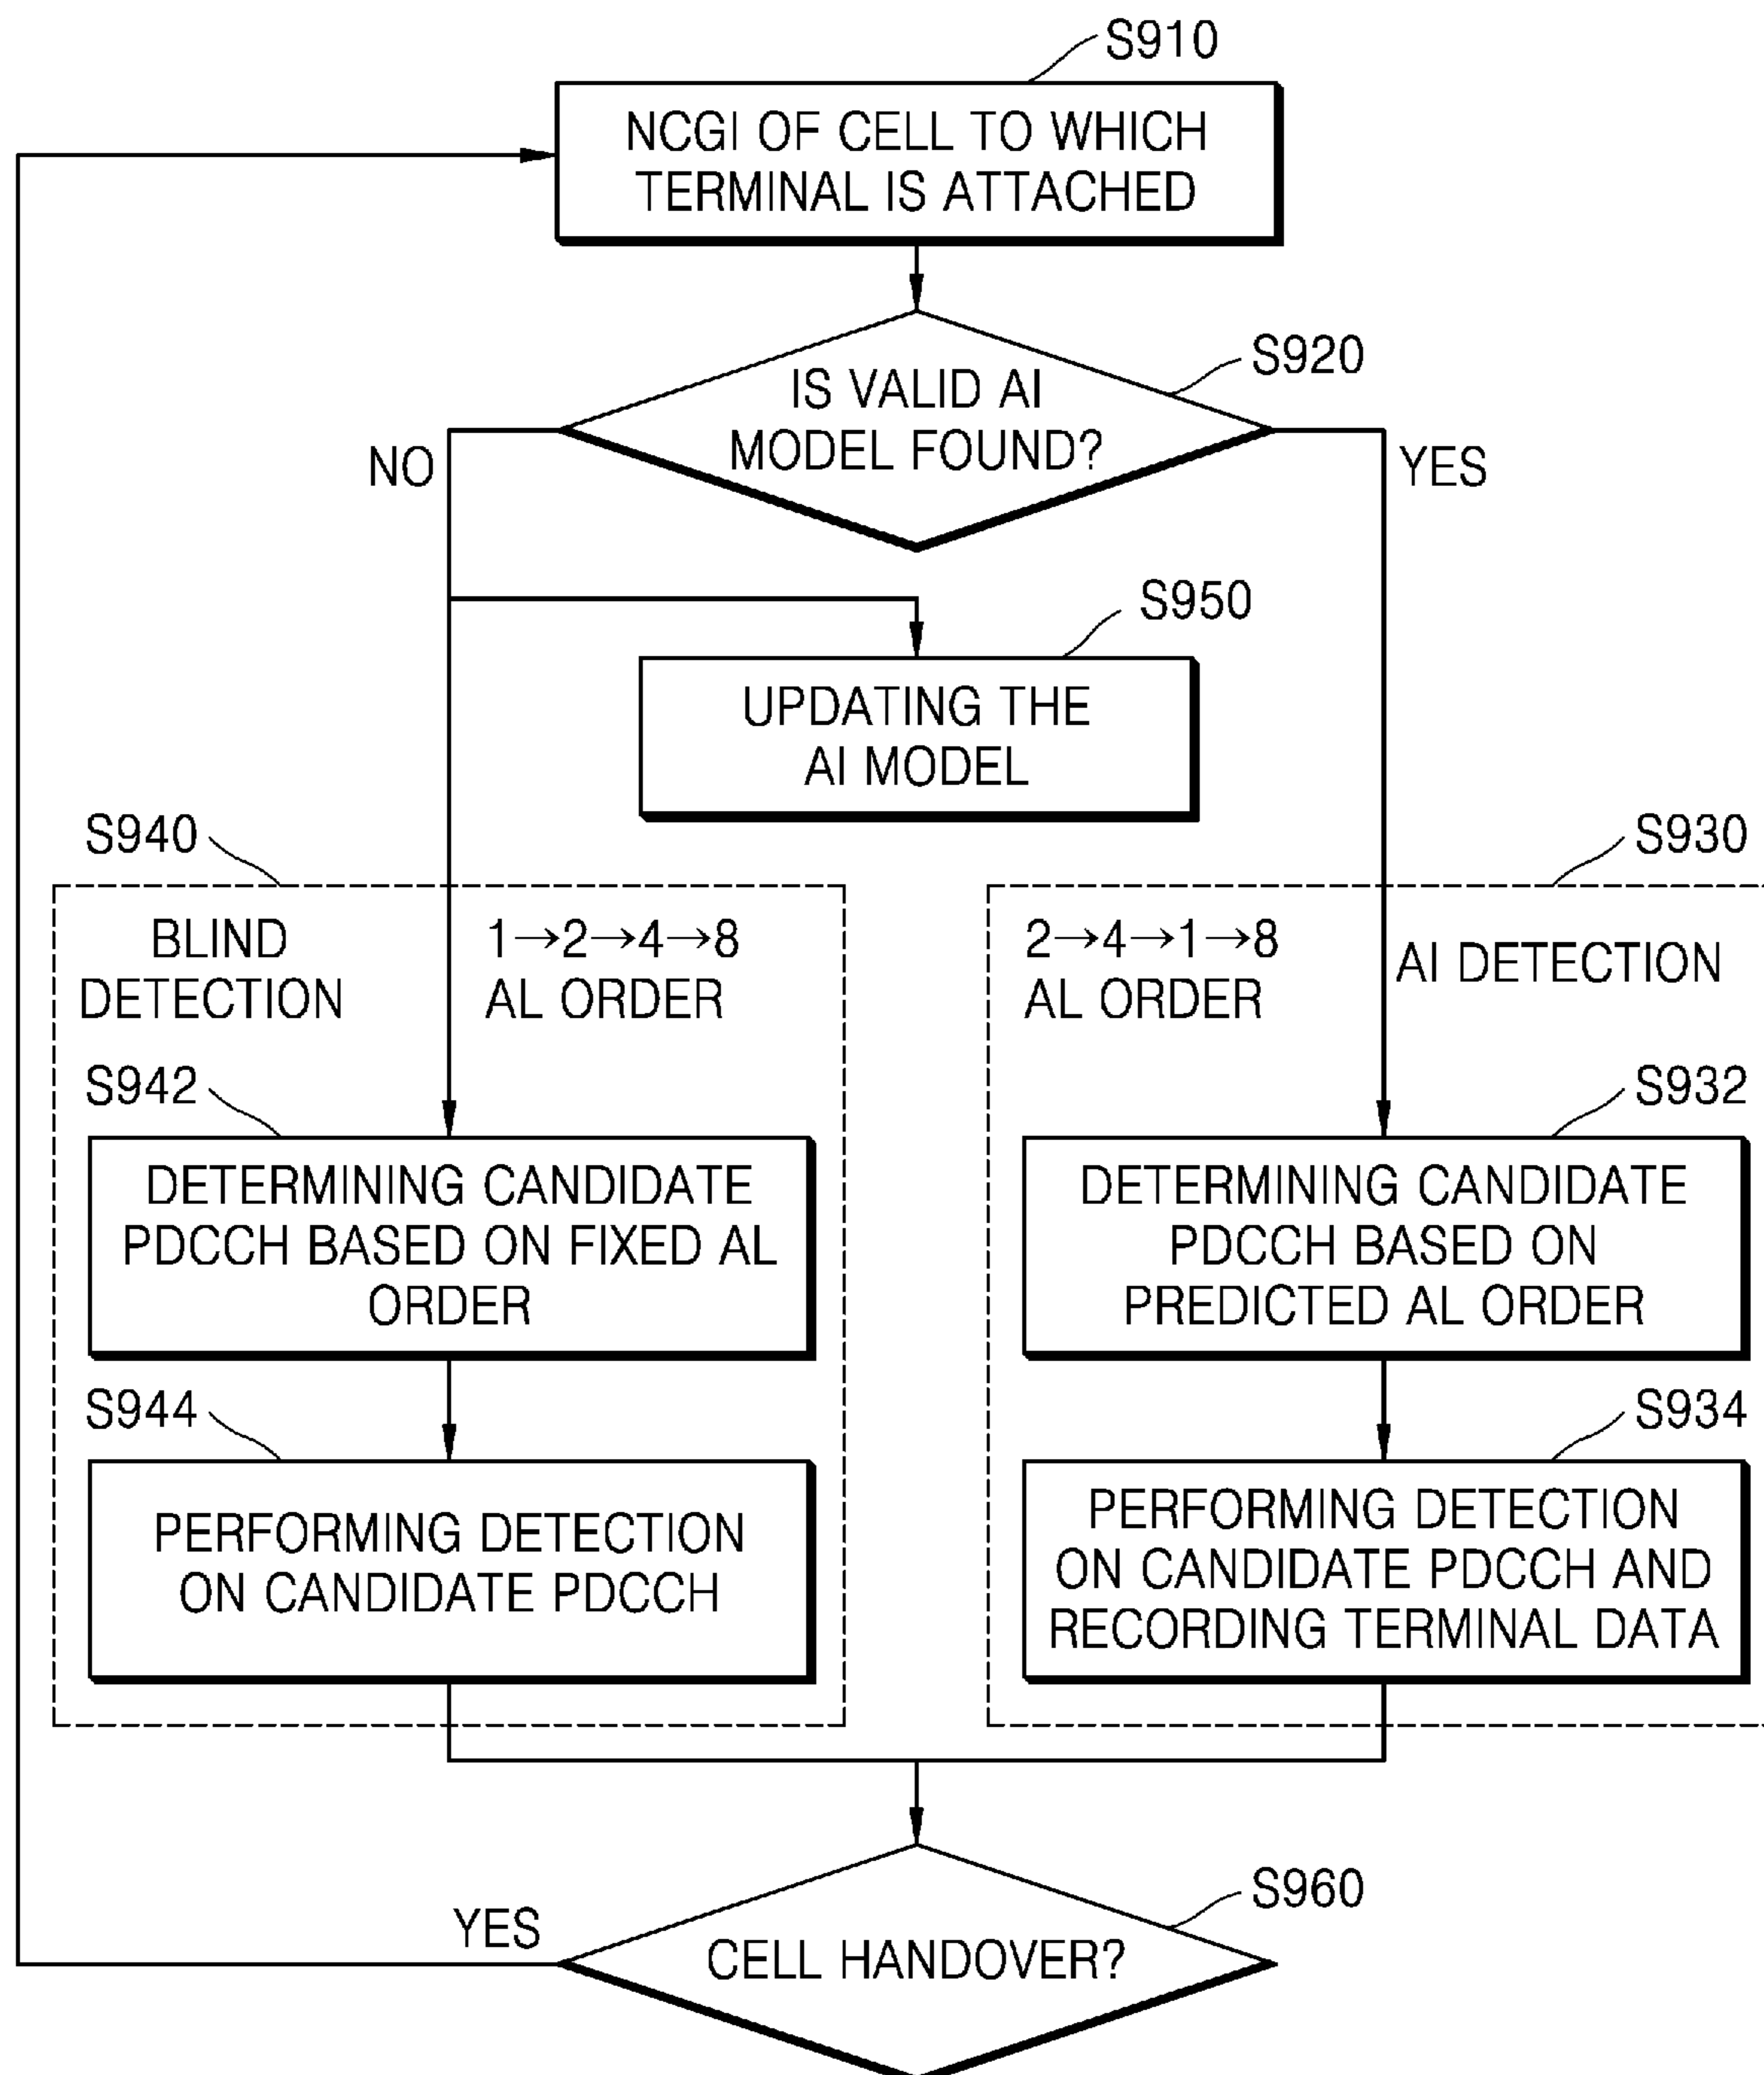 S910
NCGI OF CELL TO WHICH
TERMINAL IS ATTACHED
S920
IS VALID AI
MODEL FOUND?
NO
YES
S950
UPDATING THE
AI MODEL
S940
S930
BLIND
DETECTION
1→2→4→8
AL ORDER
2→4→1→8
AL ORDER
AI DETECTION
S942
S932
DETERMINING CANDIDATE
PDCCH BASED ON FIXED AL
ORDER
DETERMINING CANDIDATE
PDCCH BASED ON
PREDICTED AL ORDER
S944
S934
PERFORMING DETECTION
ON CANDIDATE PDCCH
PERFORMING DETECTION
ON CANDIDATE PDCCH AND
RECORDING TERMINAL DATA
S960
YES
CELL HANDOVER?